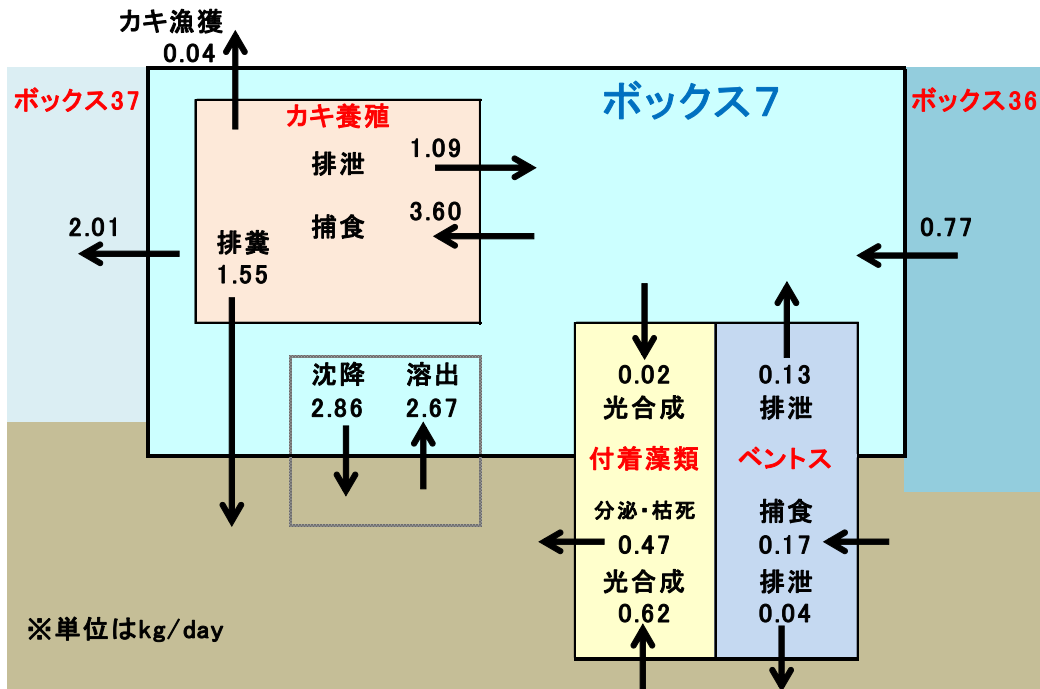 カキ漁獲
0.04
ボックス37
カキ養殖
ボックス7
ボックス36
排泄
1.09
捕食
3.60
2.01
排糞
1.55
0.77
沈降
2.86
溶出
2.67
0.02
光合成
付着藻類
分泌・枯死
0.47
光合成
0.62
0.13
排泄
ベントス
捕食
0.17
排泄
0.04
※単位はkg/day